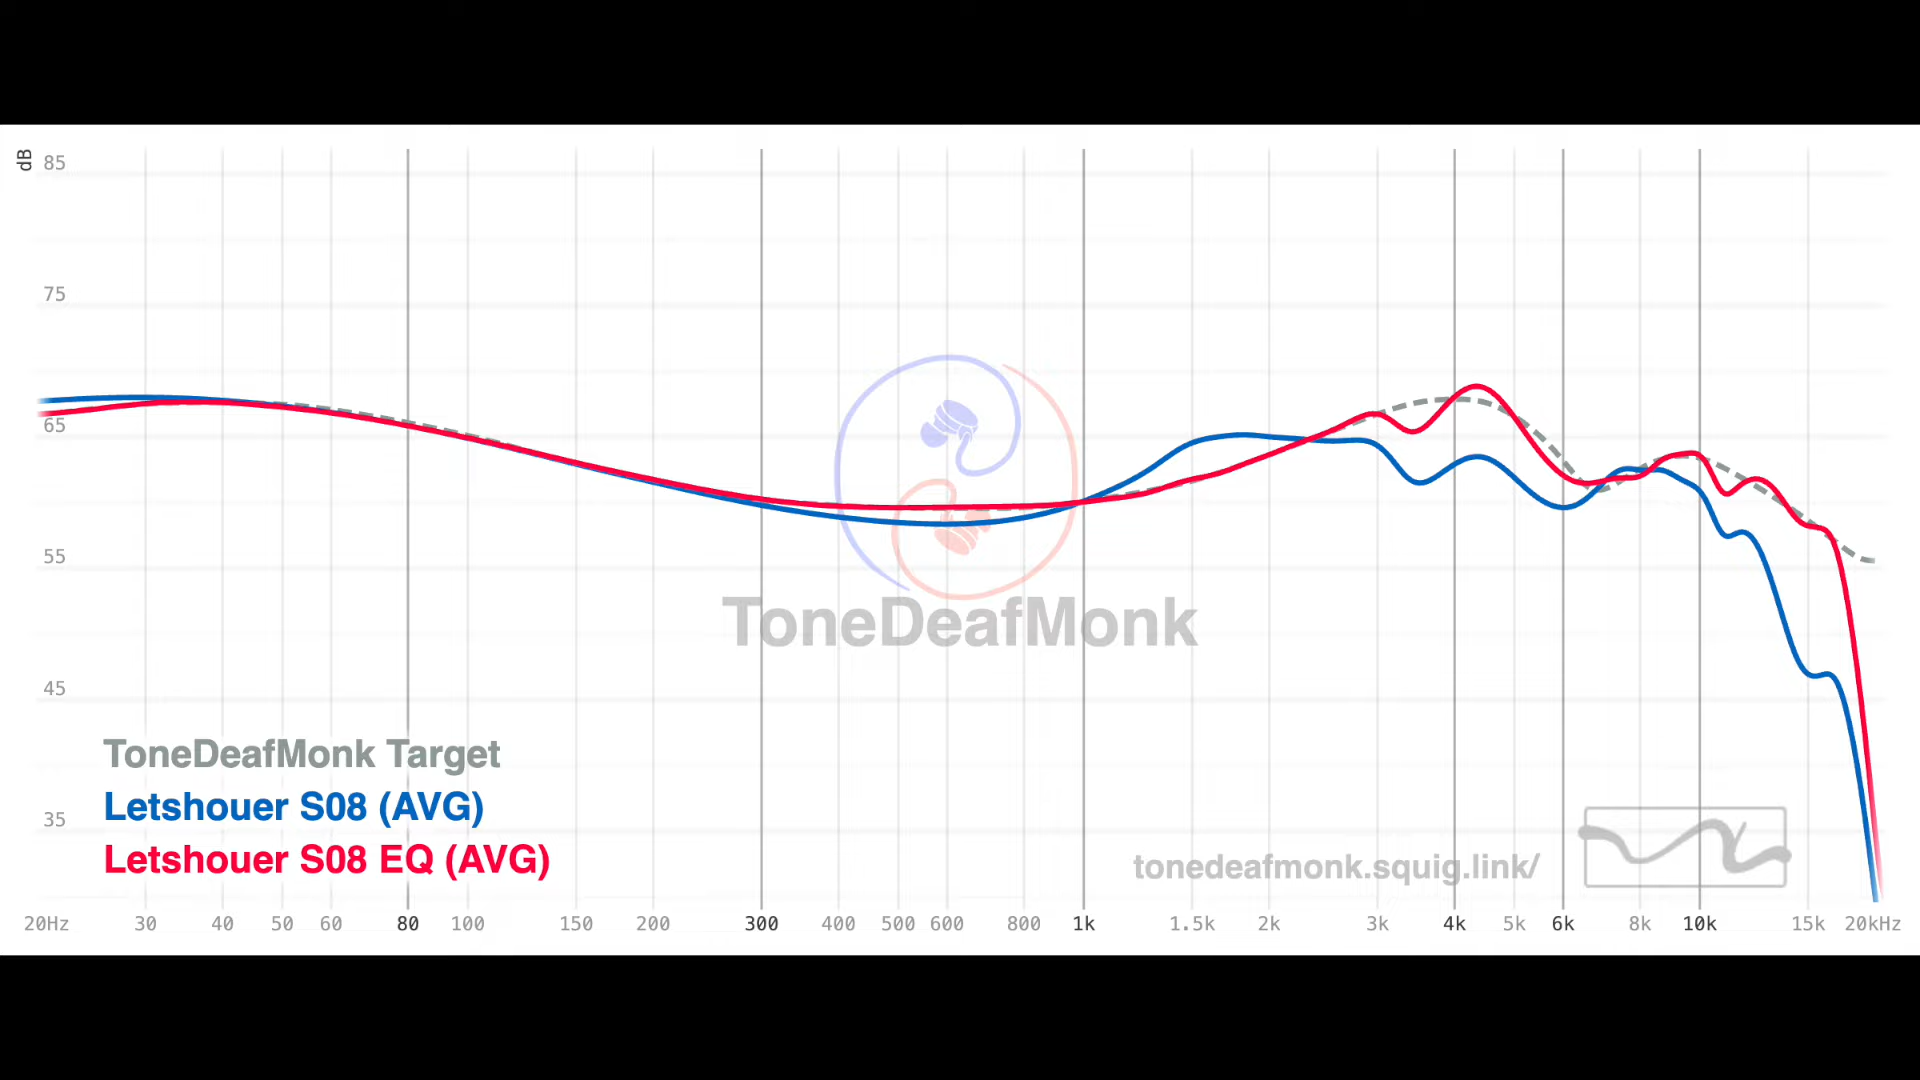 dB
85
75
65
55
45
35
ToneDeafMonk
ToneDeafMonk Target
Letshouer S08 (AVG)
Letshouer S08 EQ (AVG)
tonedeafmonk.squig.link/
20Hz 30 40 50 60 80 100 150 200 300 400 500 600 800 1k 1.5k 2k 3k 4k 5k 6k 8k 10k 15k 20kHz